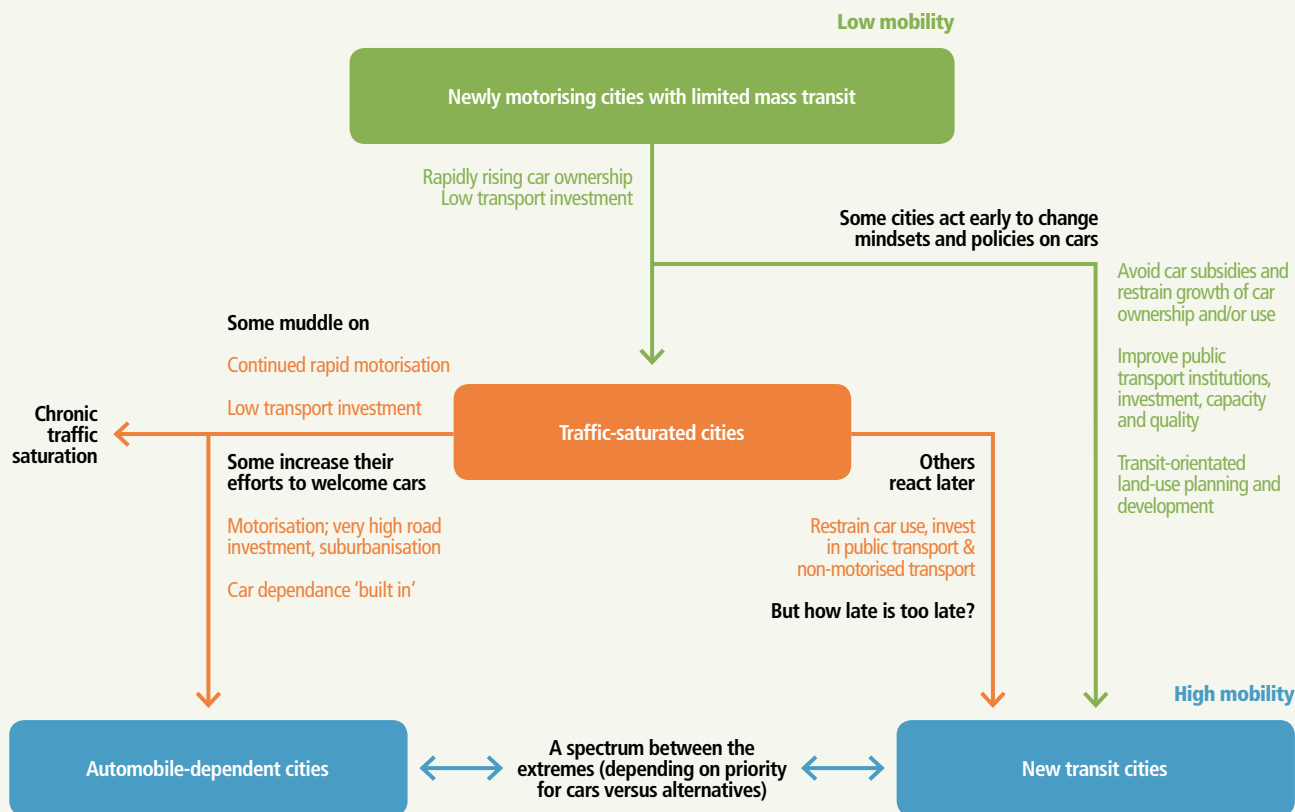 Low mobility
Newly motorising cities with limited mass transit
Rapidly rising car ownership
Low transport investment
Some cities act early to change
mindsets and policies on cars
Avoid car subsidies and
restrain growth of car
ownership and/or use
Improve public
transport institutions,
investment, capacity
and quality
Transit-orientated
land-use planning and
development
Some muddle on
Continued rapid motorisation
Low transport investment
Chronic
traffic
saturation
Traffic-saturated cities
Some increase their
efforts to welcome cars
Motorisation; very high road
investment, suburbanisation
Car dependance ‘built in’
Others
react later
Restrain car use, invest
in public transport &
non-motorised transport
But how late is too late?
High mobility
Automobile-dependent cities
A spectrum between the
extremes (depending on priority
for cars versus alternatives)
New transit cities